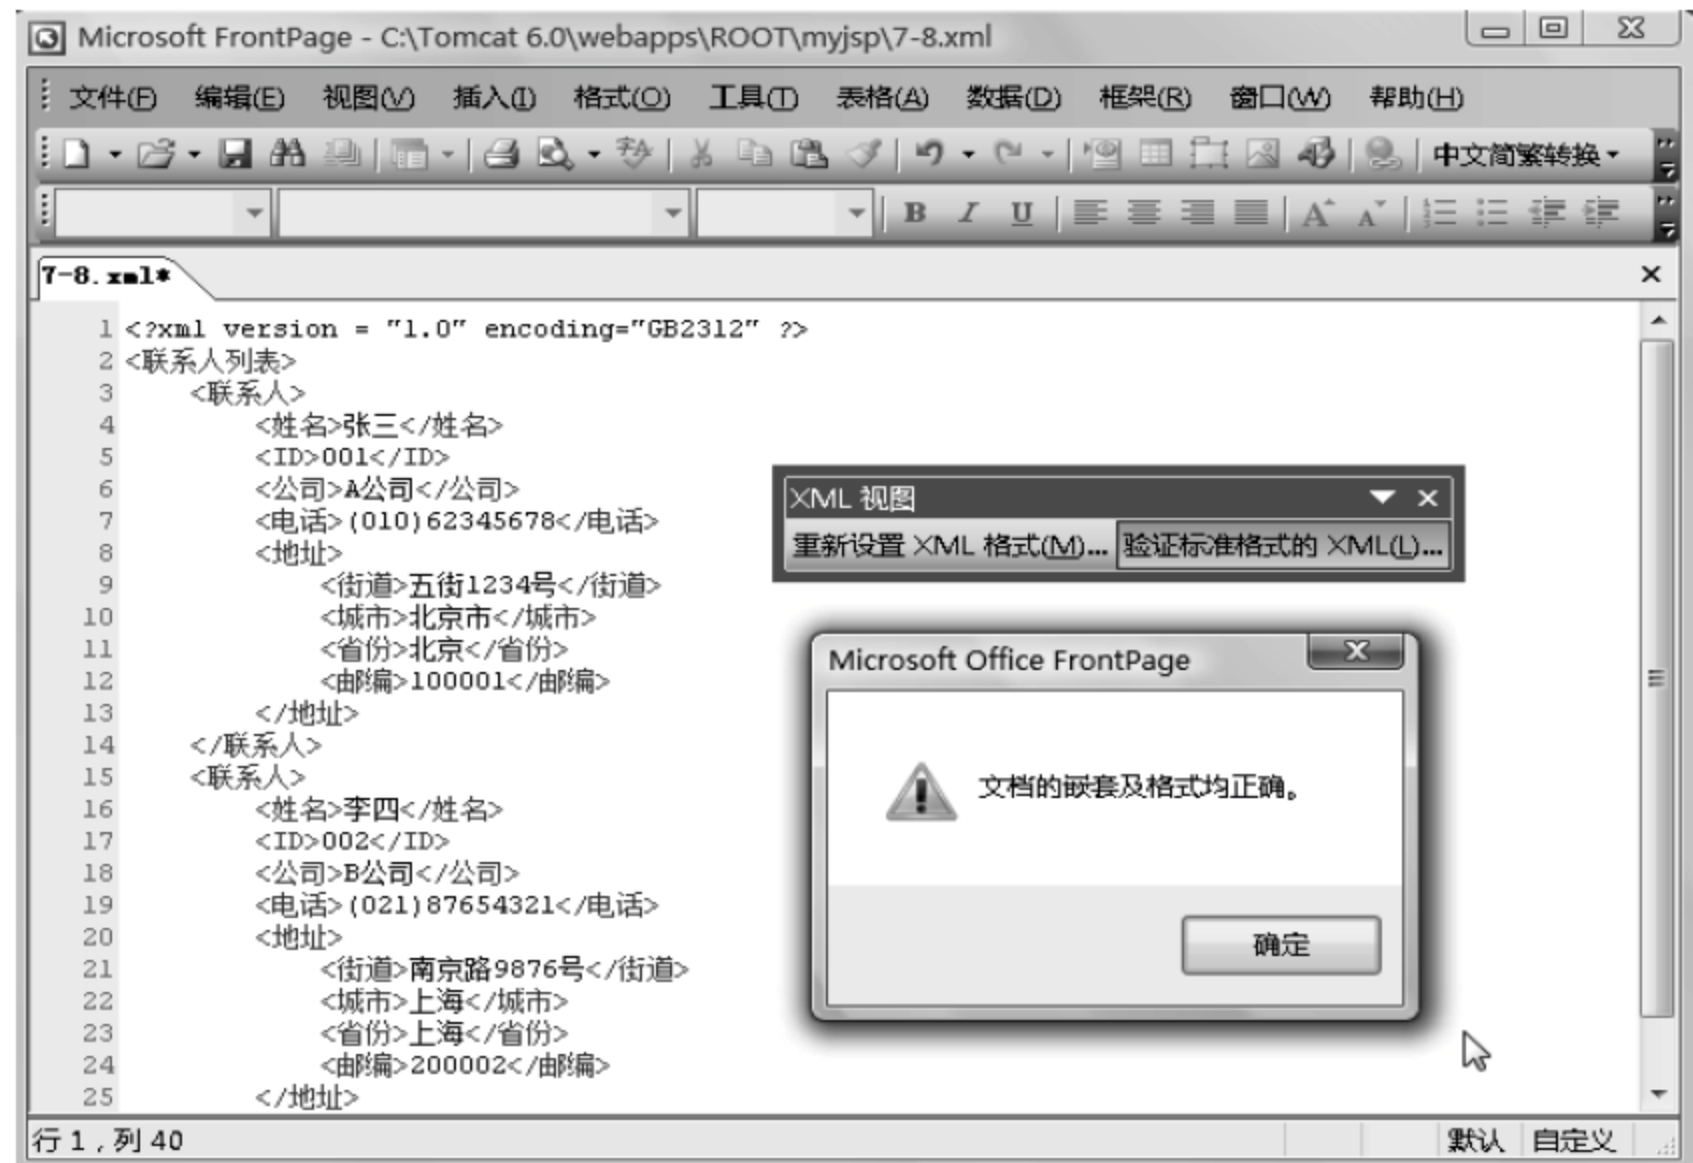 Microsoft FrontPage - C:\Tomcat 6.0\webapps\ROOT\myjsp\7-8.xml
文件(F) 编辑(E) 视图(V) 插入(I) 格式(O) 工具(T) 表格(A) 数据(D) 框架(R) 窗口(W) 帮助(H)
中文简繁转换
B I U A A
7-8.xml*
1 <?xml version = "1.0" encoding="GB2312" ?>
2 <联系人列表>
3 <联系人>
4 <姓名>张三</姓名>
5 <ID>001</ID>
6 <公司>A公司</公司>
7 <电话>(010)62345678</电话>
8 <地址>
9 <街道>五街1234号</街道>
10 <城市>北京市</城市>
11 <省份>北京</省份>
12 <邮编>100001</邮编>
13 </地址>
14 </联系人>
15 <联系人>
16 <姓名>李四</姓名>
17 <ID>002</ID>
18 <公司>B公司</公司>
19 <电话>(021)87654321</电话>
20 <地址>
21 <街道>南京路9876号</街道>
22 <城市>上海</城市>
23 <省份>上海</省份>
24 <邮编>200002</邮编>
25 </地址>
XML 视图
重新设置 XML 格式(M)... 验证标准格式的 XML(L)...
Microsoft Office FrontPage
文档的嵌套及格式均正确。
确定
行 1 , 列 40 默认 自定义